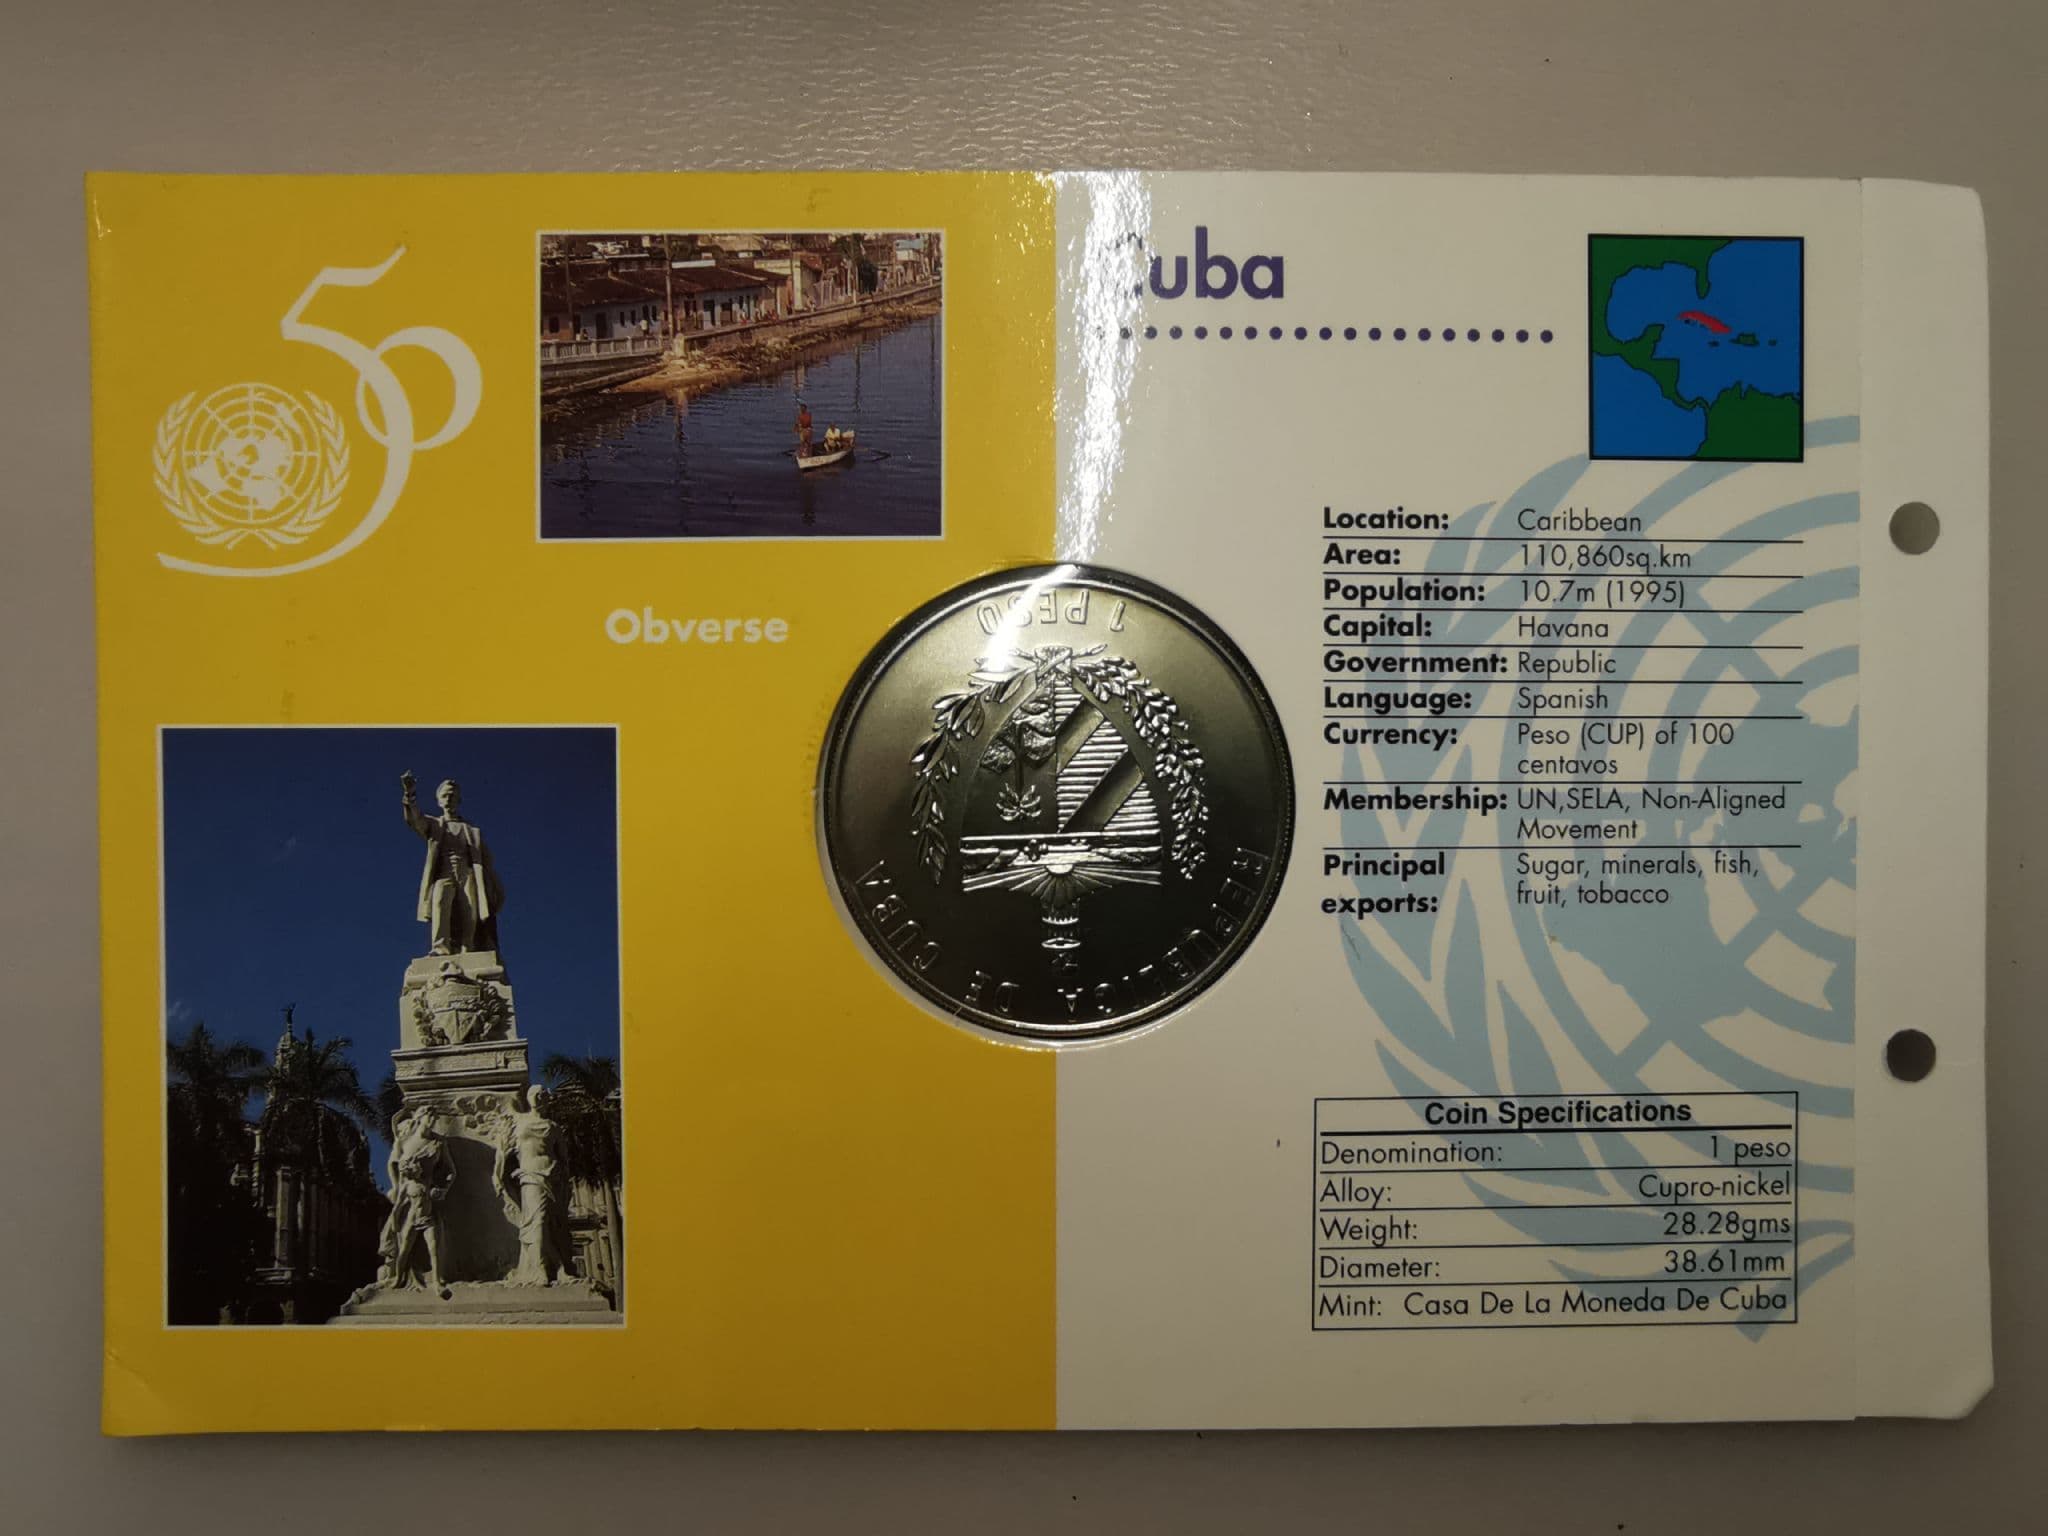 50
Cuba
Obverse
1 PESO
REPUBLICA DE CUBA
Location: Caribbean
Area: 110,860sq.km
Population: 10.7m (1995)
Capital: Havana
Government: Republic
Language: Spanish
Currency: Peso (CUP) of 100
centavos
Membership: UN,SELA, Non-Aligned
Movement
Principal Sugar, minerals, fish,
exports: fruit, tobacco
Coin Specifications
Denomination: 1 peso
Alloy: Cupro-nickel
Weight: 28.28gms
Diameter: 38.61mm
Mint: Casa De La Moneda De Cuba